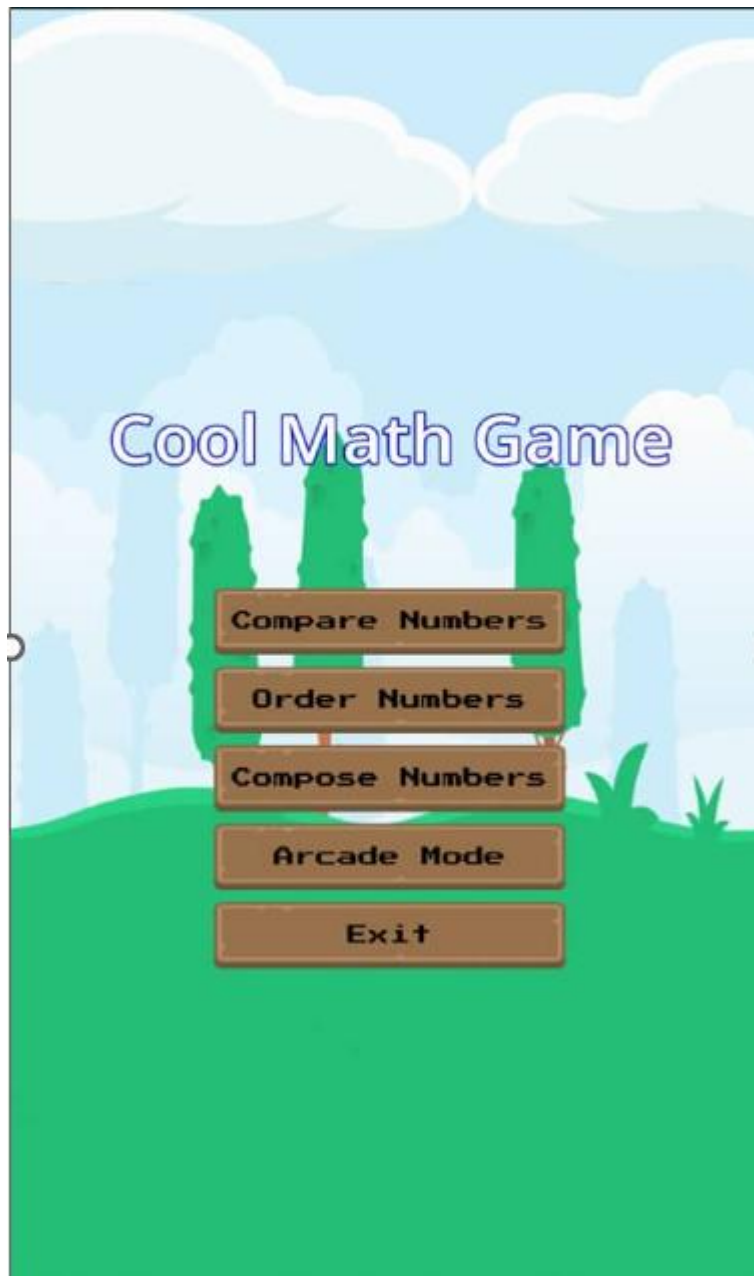 Cool Math Game
Compare Numbers
Order Numbers
Compose Numbers
Arcade Mode
Exit